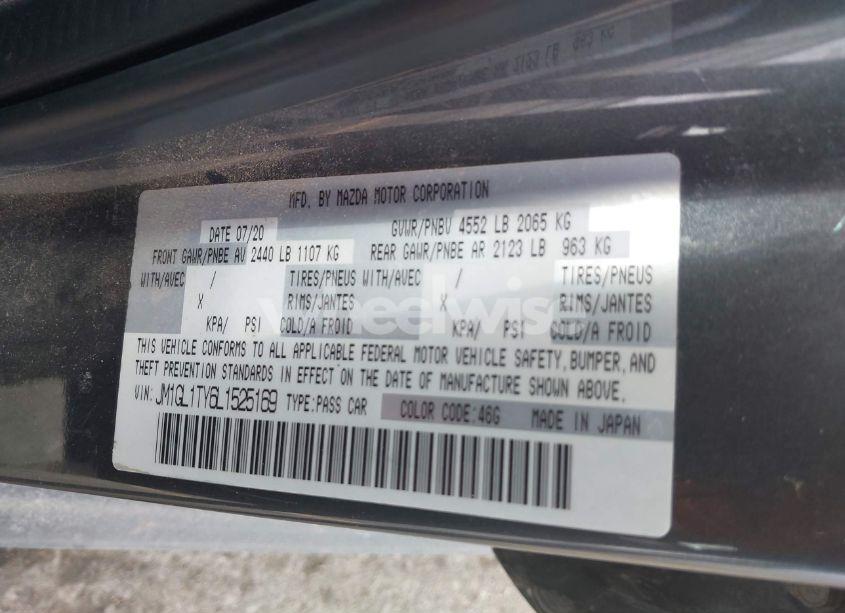 MFD. BY MAZDA MOTOR CORPORATION
DATE 07/20 GVWR/PNBV 4552 LB 2065 KG
FRONT GAWR/PNBE AV 2440 LB 1107 KG REAR GAWR/PNBE AR 2123 LB 963 KG
WITH/AVEC / TIRES/PNEUS WITH/AVEC / TIRES/PNEUS
X RIMS/JANTES X RIMS/JANTES
KPA/ PSI COLD/A FROID KPA/ PSI COLD/A FROID
THIS VEHICLE CONFORMS TO ALL APPLICABLE FEDERAL MOTOR VEHICLE SAFETY, BUMPER, AND
THEFT PREVENTION STANDARDS IN EFFECT ON THE DATE OF MANUFACTURE SHOWN ABOVE.
VIN: JM1GL1TY6L1525169 TYPE:PASS CAR COLOR CODE:46G MADE IN JAPAN
wheelwise